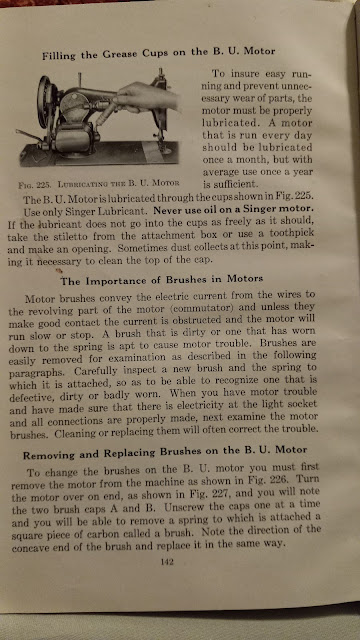 Filling the Grease Cups on the B. U. Motor
To insure easy run-
ning and prevent unnec-
essary wear of parts, the
motor must be properly
lubricated. A motor
that is run every day
should be lubricated
once a month, but with
average use once a year
is sufficient.
FIG. 225. LUBRICATING THE B. U. MOTOR
The B. U. Motor is lubricated through the cups shown in Fig. 225.
Use only Singer Lubricant. Never use oil on a Singer motor.
If the lubricant does not go into the cups as freely as it should,
take the stiletto from the attachment box or use a toothpick
and make an opening. Sometimes dust collects at this point, mak-
ing it necessary to clean the top of the cap.
The Importance of Brushes in Motors
Motor brushes convey the electric current from the wires to
the revolving part of the motor (commutator) and unless they
make good contact the current is obstructed and the motor will
run slow or stop. A brush that is dirty or one that has worn
down to the spring is apt to cause motor trouble. Brushes are
easily removed for examination as described in the following
paragraphs. Carefully inspect a new brush and the spring to
which it is attached, so as to be able to recognize one that is
defective, dirty or badly worn. When you have motor trouble
and have made sure that there is electricity at the light socket
and all connections are properly made, next examine the motor
brushes. Cleaning or replacing them will often correct the trouble.
Removing and Replacing Brushes on the B. U. Motor
To change the brushes on the B. U. motor you must first
remove the motor from the machine as shown in Fig. 226. Turn
the motor over on end, as shown in Fig. 227, and you will note
the two brush caps A and B. Unscrew the caps one at a time
and you will be able to remove a spring to which is attached a
square piece of carbon called a brush. Note the direction of the
concave end of the brush and replace it in the same way.
142